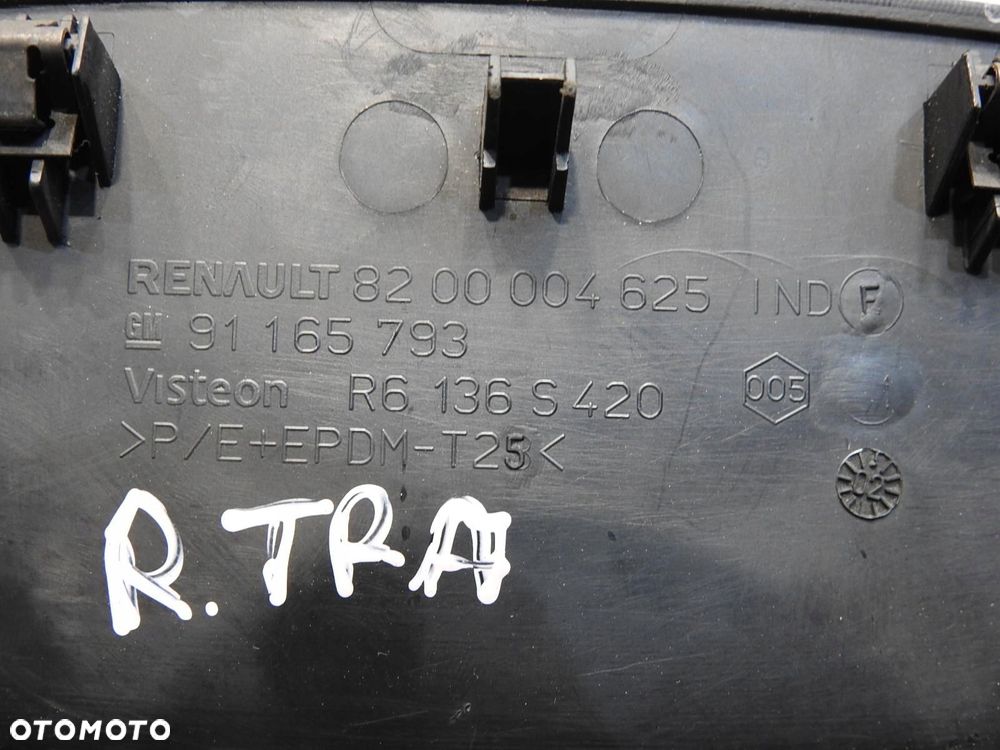 RENAULT 82 00 004 625 IND F
GM 91 165 793
Visteon R6 136 S 420 005
>P/E+EPDM-T25<
02
R.TRA
OTOMOTO